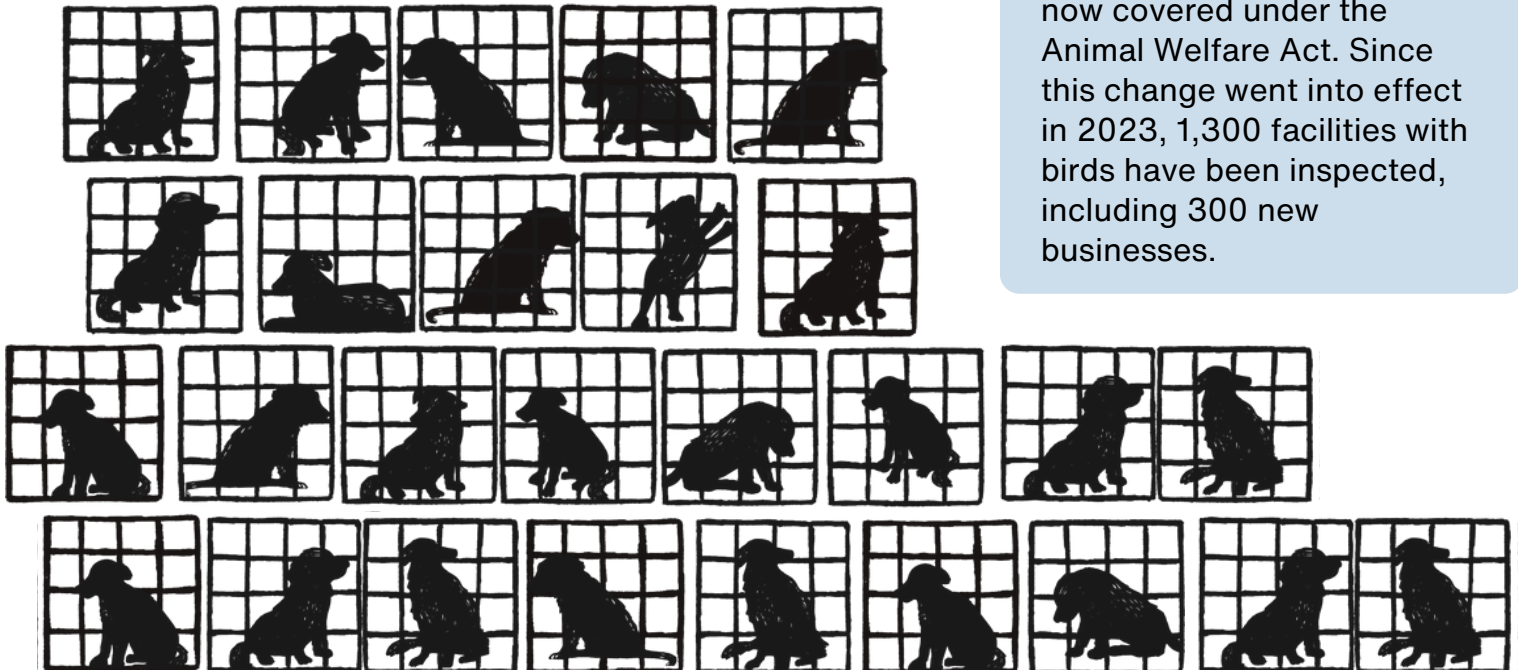 now covered under the
Animal Welfare Act. Since
this change went into effect
in 2023, 1,300 facilities with
birds have been inspected,
including 300 new
businesses.